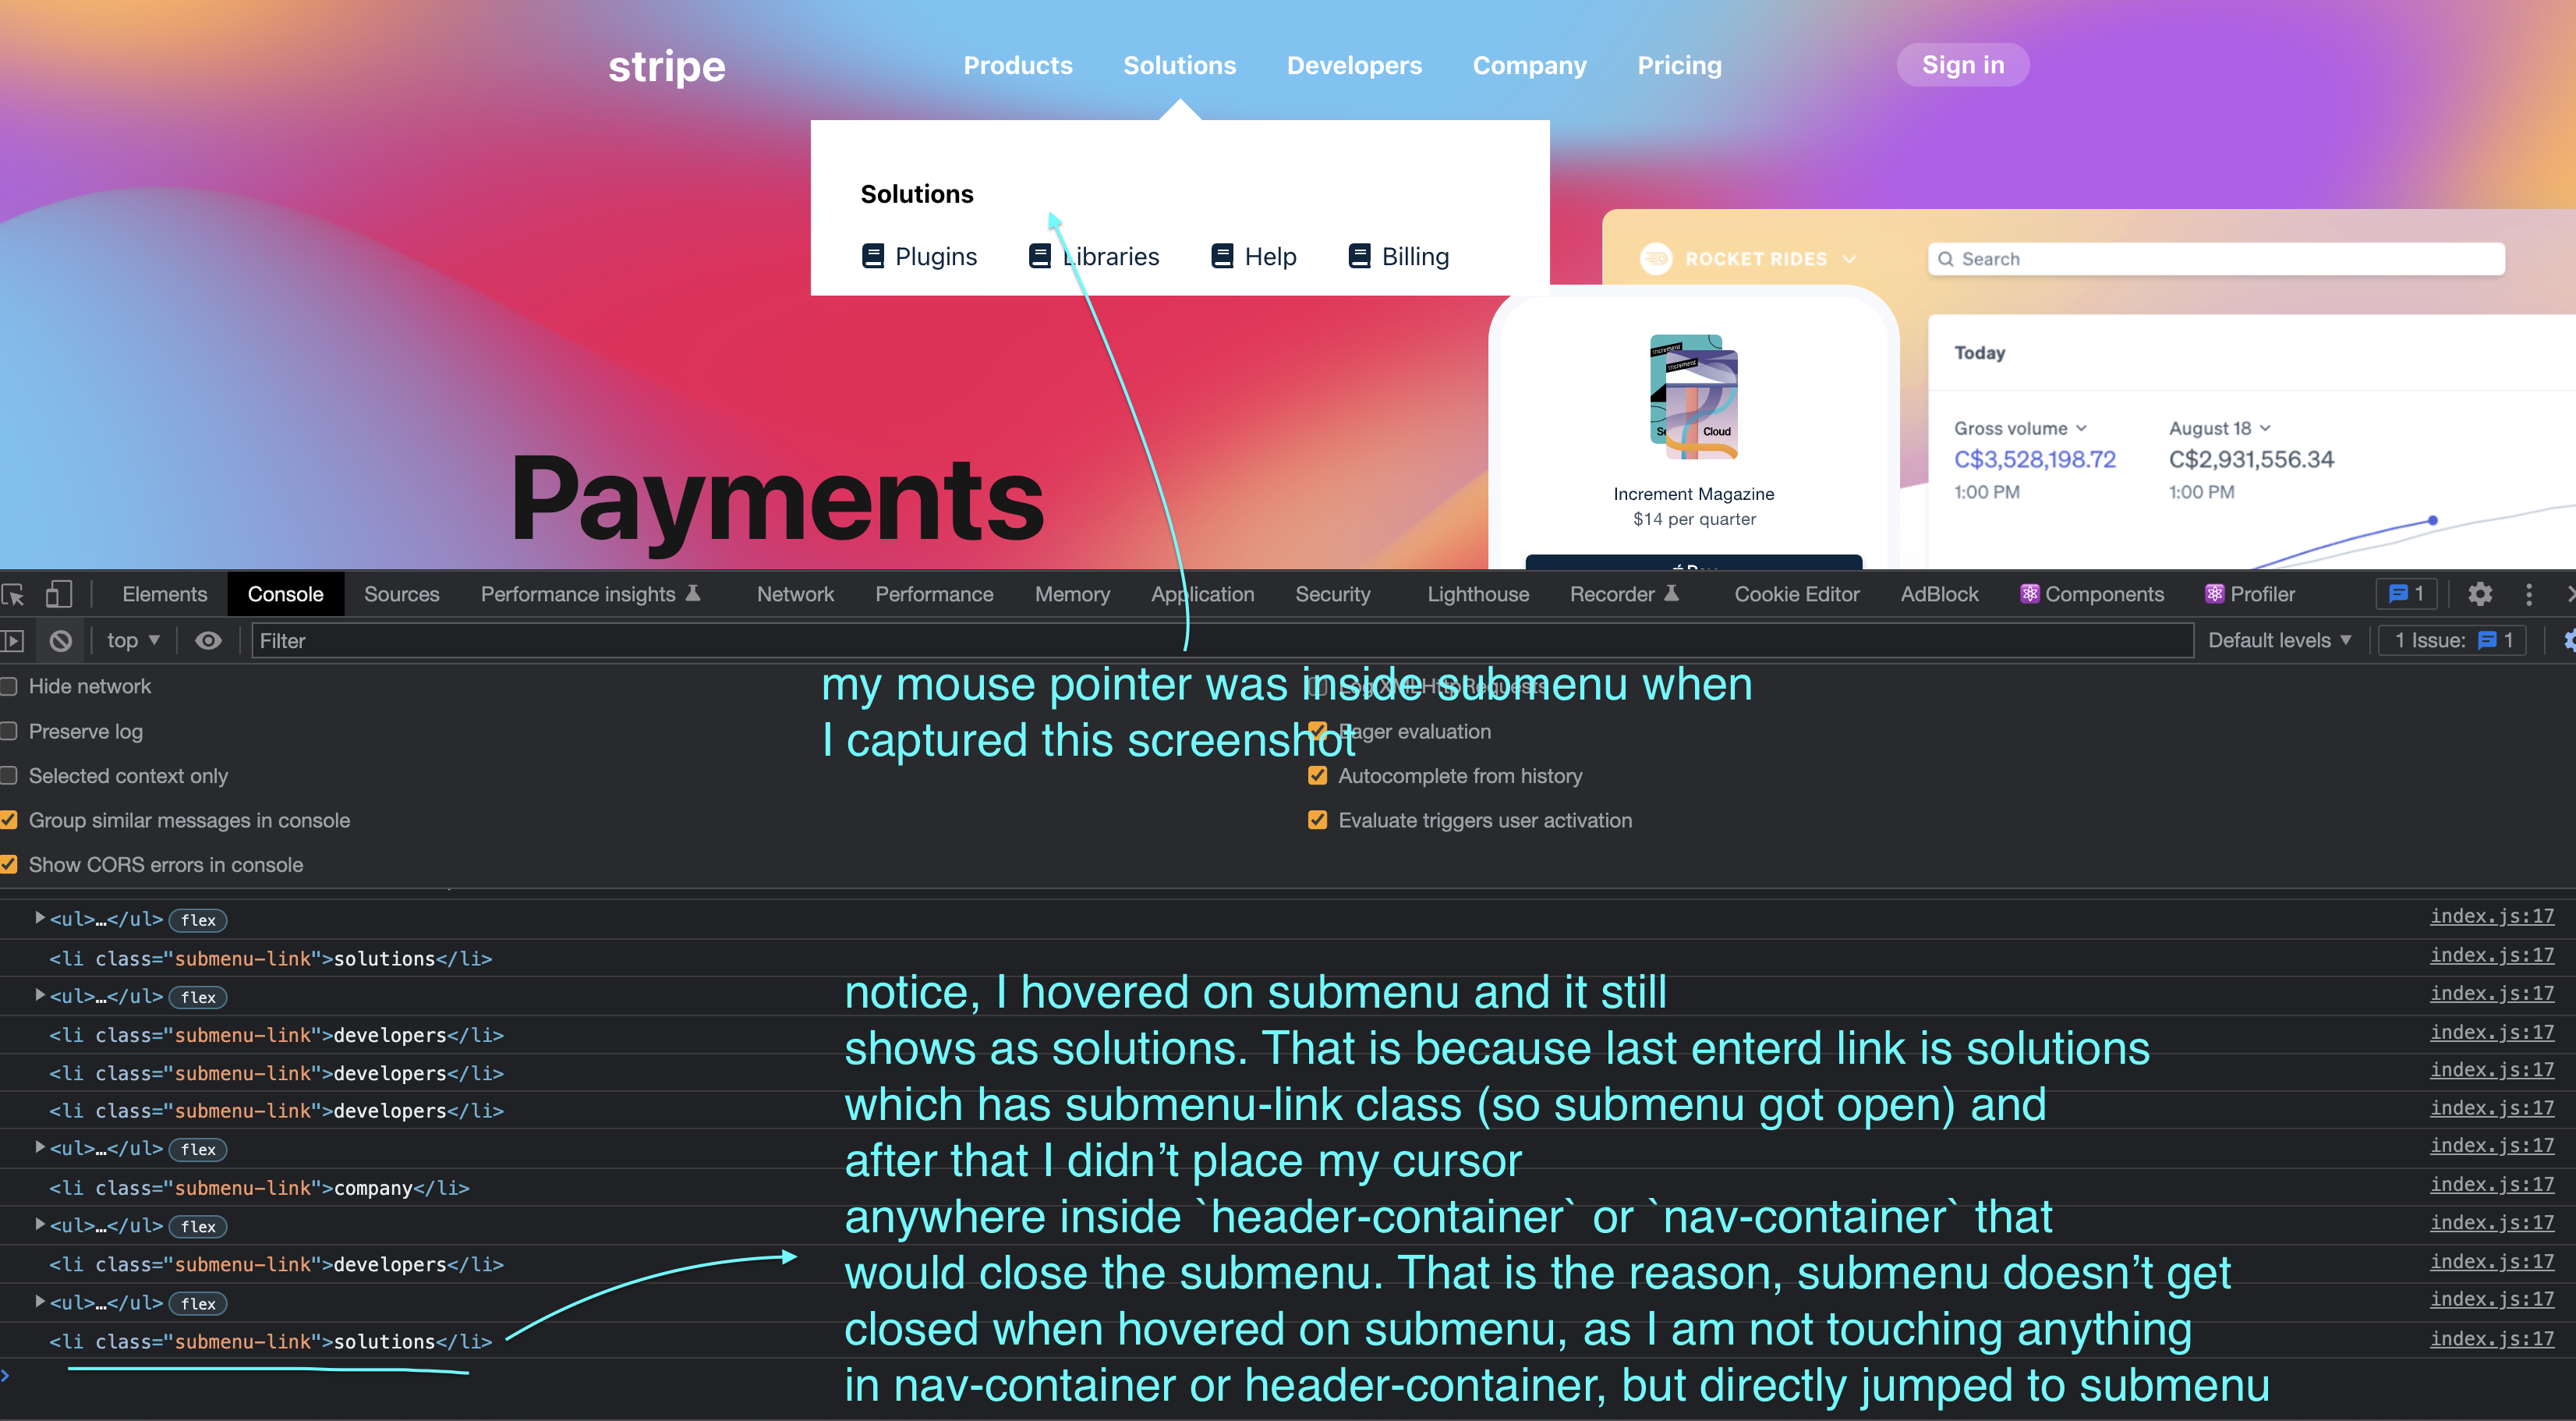 stripe
Products Solutions Developers Company Pricing
Sign in
Solutions
Plugins Libraries Help Billing
ROCKET RIDES
Search
Today
Gross volume August 18
C$3,528,198.72 C$2,931,556.34
1:00 PM 1:00 PM
increment
increment
Cloud
Increment Magazine
$14 per quarter
Payments
Elements Console Sources Performance insights Network Performance Memory Application Security Lighthouse Recorder Cookie Editor AdBlock Components Profiler 1
top Filter Default levels 1 Issue: 1
Hide network Log XMLHttpRequests
Preserve log Eager evaluation
Selected context only Autocomplete from history
Group similar messages in console Evaluate triggers user activation
Show CORS errors in console
my mouse pointer was inside submenu when
I captured this screenshot
<ul>…</ul> flex index.js:17
<li class="submenu-link">solutions</li> index.js:17
<ul>…</ul> flex index.js:17
<li class="submenu-link">developers</li> index.js:17
<li class="submenu-link">developers</li> index.js:17
<li class="submenu-link">developers</li> index.js:17
<ul>…</ul> flex index.js:17
<li class="submenu-link">company</li> index.js:17
<ul>…</ul> flex index.js:17
<li class="submenu-link">developers</li> index.js:17
<ul>…</ul> flex index.js:17
<li class="submenu-link">solutions</li> index.js:17
notice, I hovered on submenu and it still
shows as solutions. That is because last enterd link is solutions
which has submenu-link class (so submenu got open) and
after that I didn't place my cursor
anywhere inside `header-container` or `nav-container` that
would close the submenu. That is the reason, submenu doesn't get
closed when hovered on submenu, as I am not touching anything
in nav-container or header-container, but directly jumped to submenu